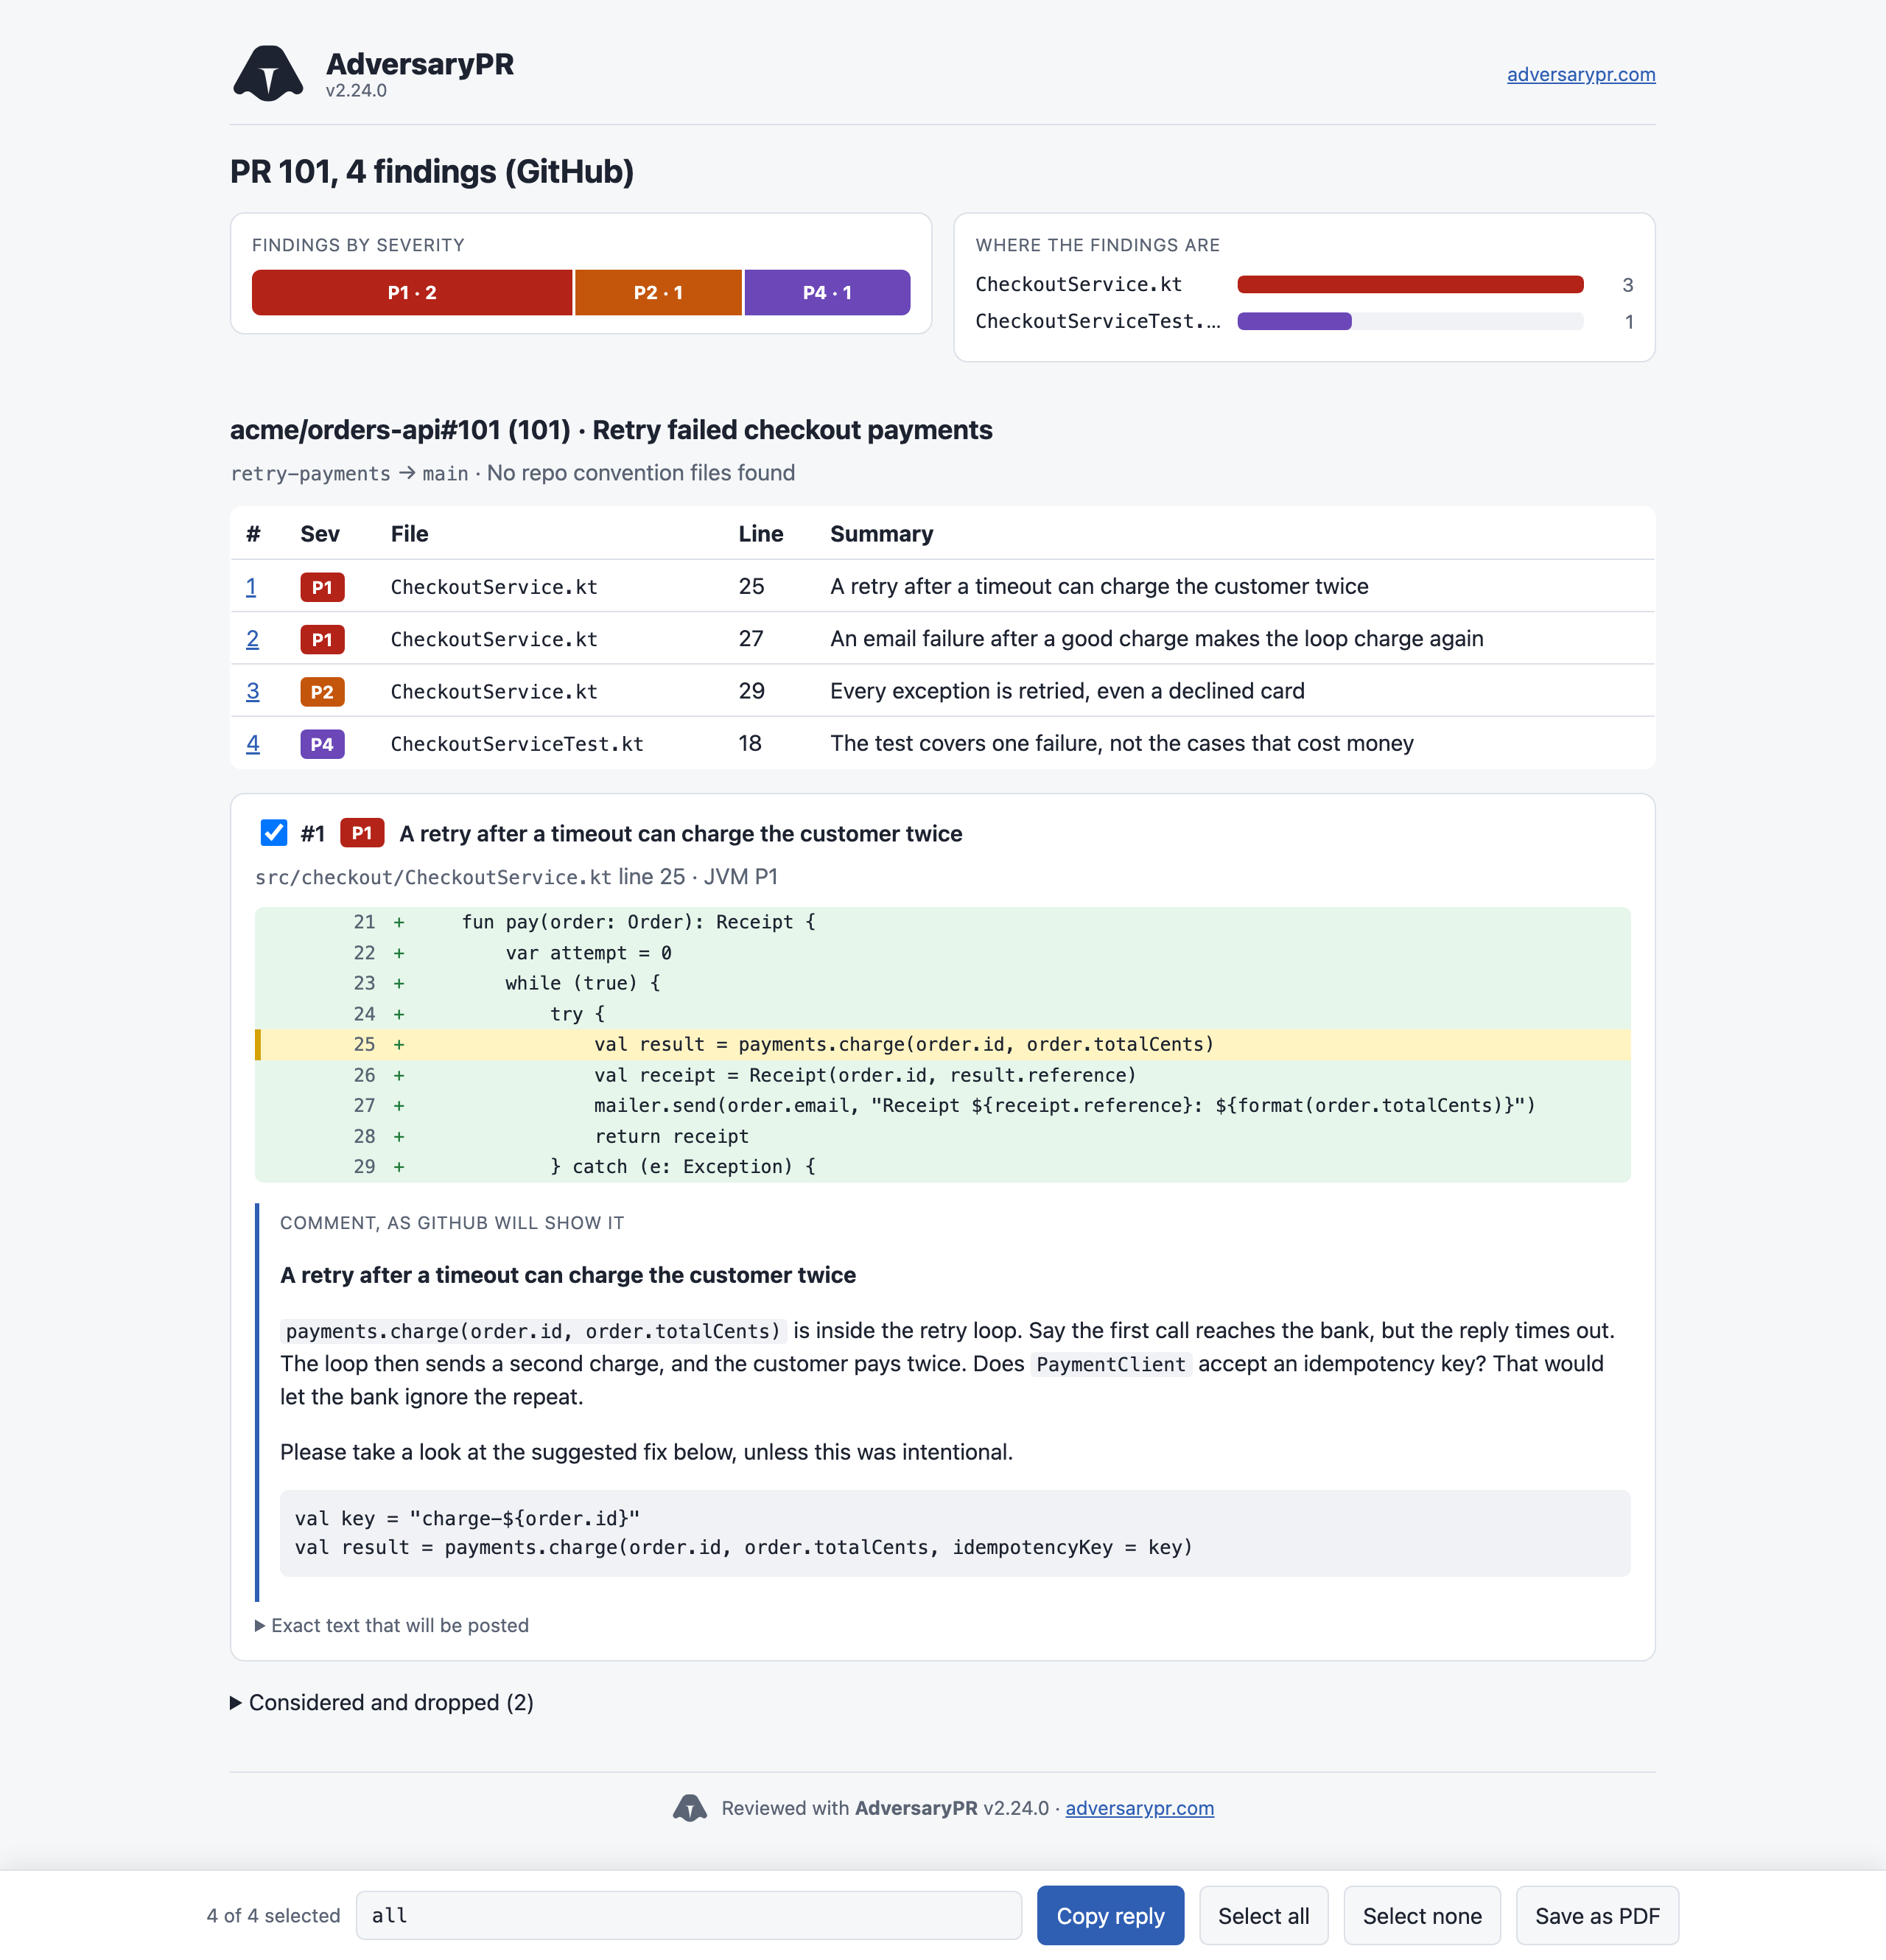 AdversaryPR
v2.24.0
adversarypr.com
PR 101, 4 findings (GitHub)
FINDINGS BY SEVERITY
P1 · 2
P2 · 1
P4 · 1
WHERE THE FINDINGS ARE
CheckoutService.kt 3
CheckoutServiceTest.… 1
acme/orders-api#101 (101) · Retry failed checkout payments
retry-payments → main · No repo convention files found
# Sev File Line Summary
1 P1 CheckoutService.kt 25 A retry after a timeout can charge the customer twice
2 P1 CheckoutService.kt 27 An email failure after a good charge makes the loop charge again
3 P2 CheckoutService.kt 29 Every exception is retried, even a declined card
4 P4 CheckoutServiceTest.kt 18 The test covers one failure, not the cases that cost money
#1 P1 A retry after a timeout can charge the customer twice
src/checkout/CheckoutService.kt line 25 · JVM P1
21 + fun pay(order: Order): Receipt {
22 + var attempt = 0
23 + while (true) {
24 + try {
25 + val result = payments.charge(order.id, order.totalCents)
26 + val receipt = Receipt(order.id, result.reference)
27 + mailer.send(order.email, "Receipt ${receipt.reference}: ${format(order.totalCents)}")
28 + return receipt
29 + } catch (e: Exception) {
COMMENT, AS GITHUB WILL SHOW IT
A retry after a timeout can charge the customer twice
payments.charge(order.id, order.totalCents) is inside the retry loop. Say the first call reaches the bank, but the reply times out.
The loop then sends a second charge, and the customer pays twice. Does PaymentClient accept an idempotency key? That would
let the bank ignore the repeat.
Please take a look at the suggested fix below, unless this was intentional.
val key = "charge-${order.id}"
val result = payments.charge(order.id, order.totalCents, idempotencyKey = key)
▶ Exact text that will be posted
▶ Considered and dropped (2)
Reviewed with AdversaryPR v2.24.0 · adversarypr.com
4 of 4 selected
all
Copy reply
Select all
Select none
Save as PDF